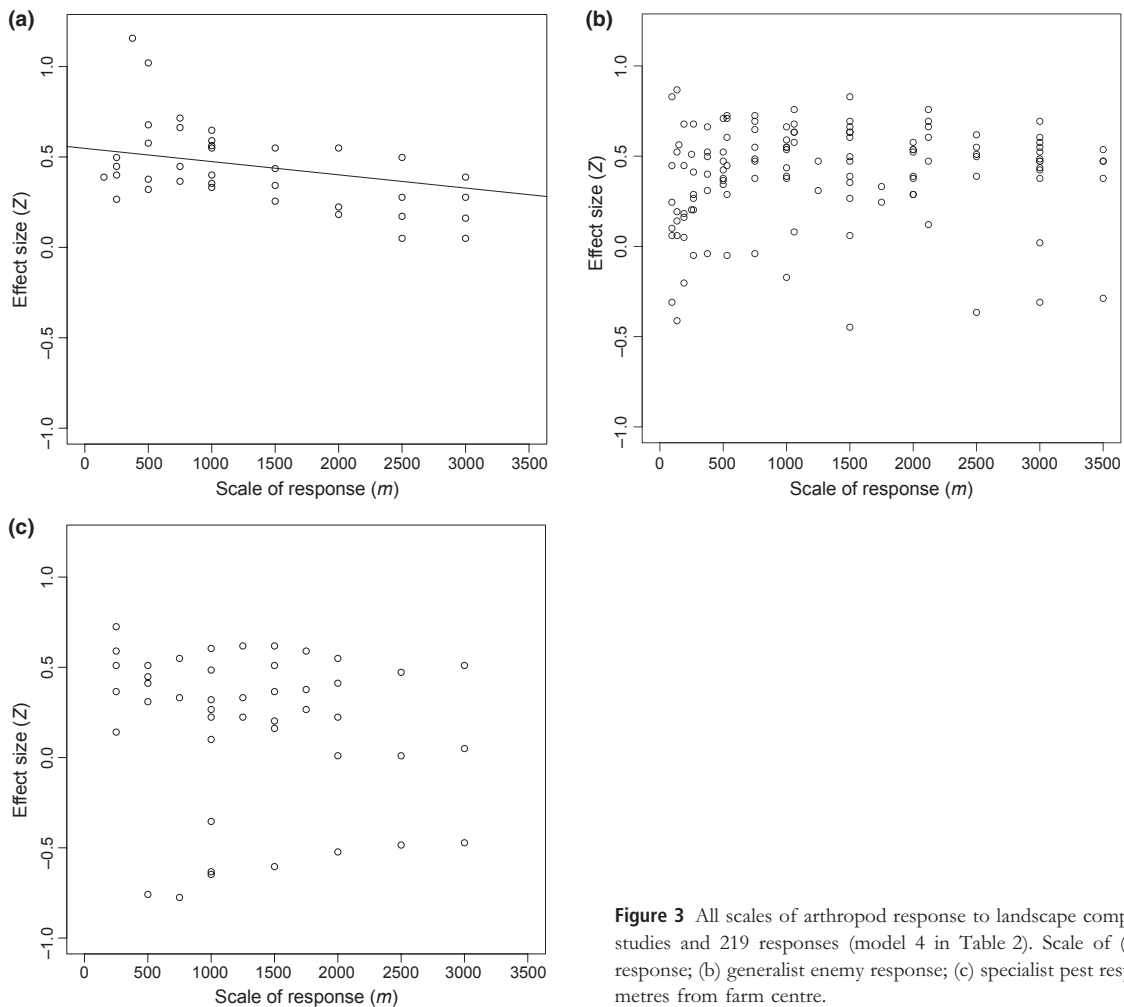 (a)
1.0
0.5
0.0
−0.5
−1.0
Effect size (Z)
0 500 1000 1500 2000 2500 3000 3500
Scale of response (m)
(b)
1.0
0.5
0.0
−0.5
−1.0
Effect size (Z)
0 500 1000 1500 2000 2500 3000 3500
Scale of response (m)
(c)
1.0
0.5
0.0
−0.5
−1.0
Effect size (Z)
0 500 1000 1500 2000 2500 3000 3500
Scale of response (m)
Figure 3 All scales of arthropod response to landscape comp
studies and 219 responses (model 4 in Table 2). Scale of (
response; (b) generalist enemy response; (c) specialist pest resp
metres from farm centre.